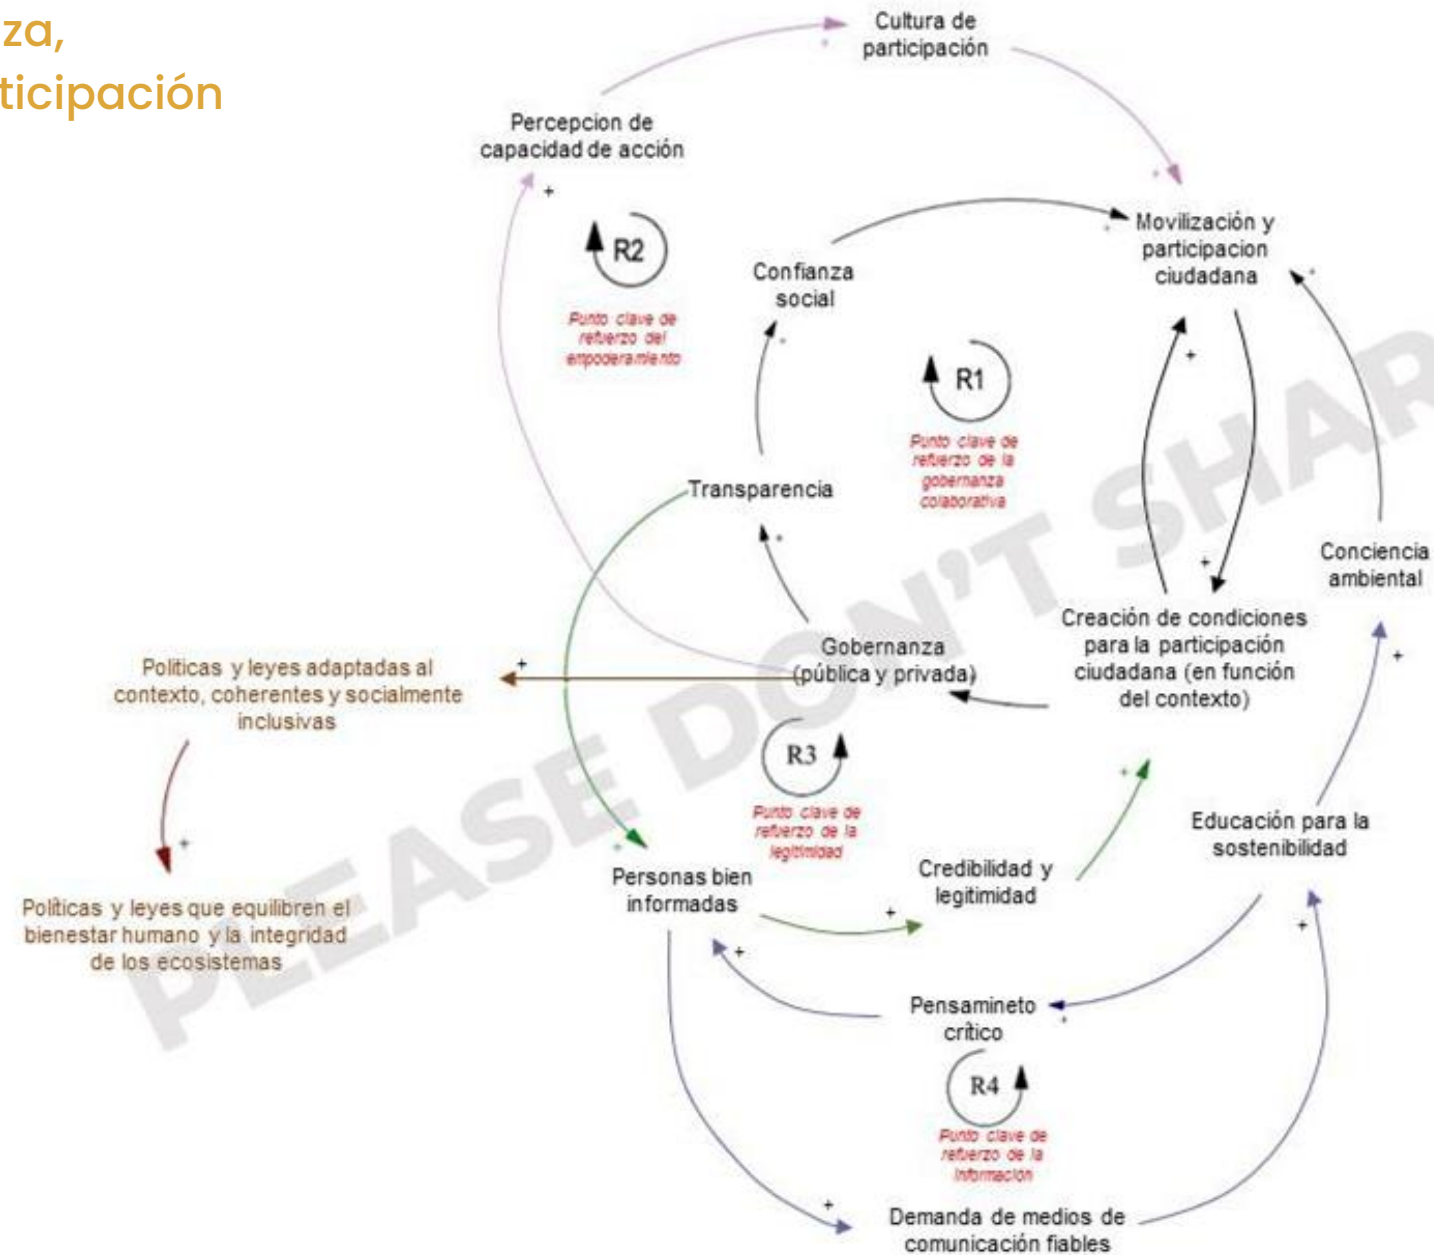 za,
ticipación
Cultura de
participación
Percepcion de
capacidad de acción
+
R2
Punto clave de
refuerzo del
empoderamiento
Movilización y
participacion
ciudadana
Confianza
social
R1
Punto clave de
refuerzo de la
gobernanza
colaborativa
+
Transparencia
+
Conciencia
ambiental
Creación de condiciones
para la participación
ciudadana (en función
del contexto)
Gobernanza
(pública y privada)
+
Politicas y leyes adaptadas al
contexto, coherentes y socialmente
inclusivas
+
R3
Punto clave de
refuerzo de la
legitimidad
+
+
Políticas y leyes que equilibren el
bienestar humano y la integridad
de los ecosistemas
+
Educación para la
sostenibilidad
Personas bien
informadas
Credibilidad y
legitimidad
+
+
+
Pensamineto
crítico
R4
Punto clave de
refuerzo de la
información
+
Demanda de medios de
comunicación fiables
PLEASE DON'T SHAR